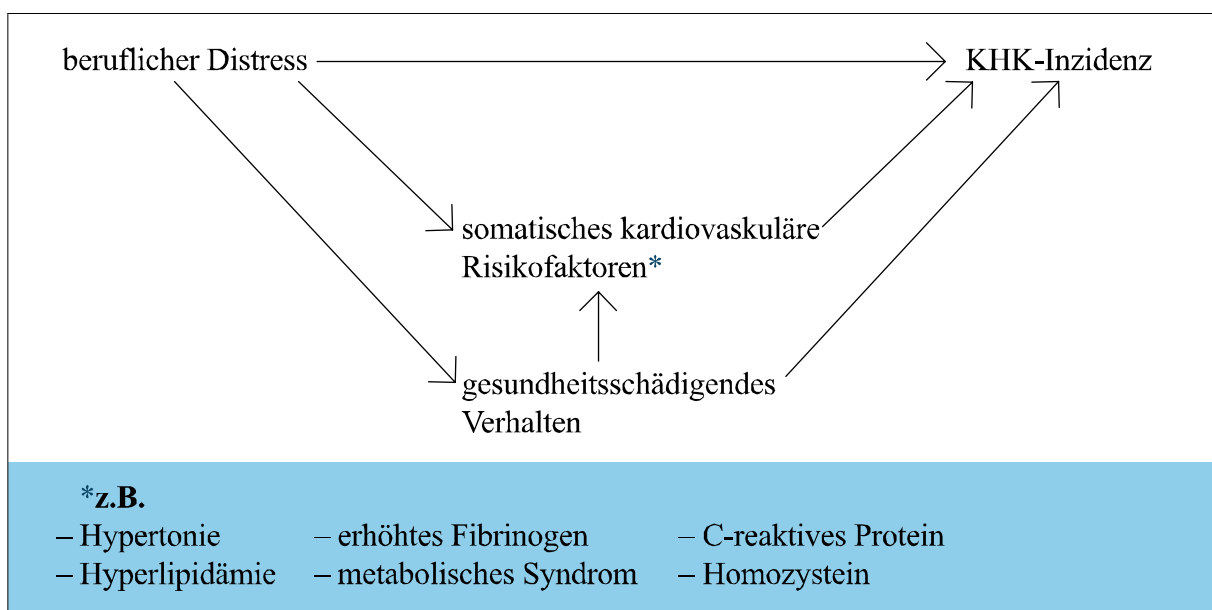 beruflicher Distress KHK-Inzidenz
somatisches kardiovaskuläre
Risikofaktoren*
gesundheitsschädigendes
Verhalten
*z.B.
– Hypertonie – erhöhtes Fibrinogen – C-reaktives Protein
– Hyperlipidämie – metabolisches Syndrom – Homozystein